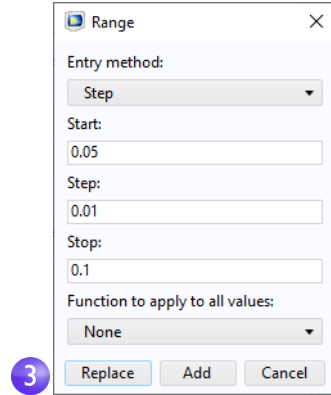 Range
Entry method:
Step
Start:
0.05
Step:
0.01
Stop:
0.1
Function to apply to all values:
None
3 Replace Add Cancel